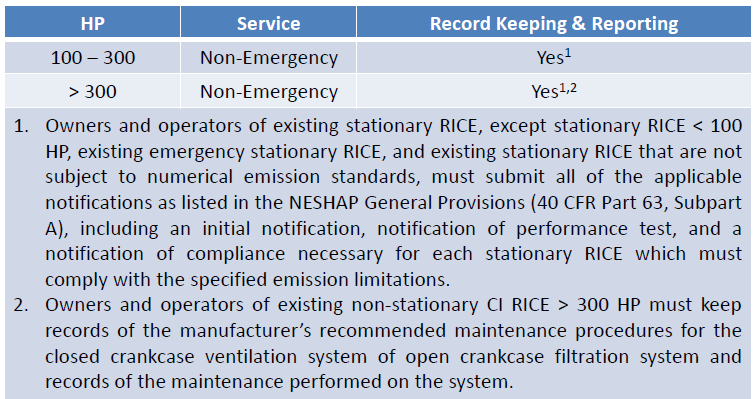 HP Service Record Keeping & Reporting
100 – 300 Non-Emergency Yes1
> 300 Non-Emergency Yes1,2
1. Owners and operators of existing stationary RICE, except stationary RICE < 100
HP, existing emergency stationary RICE, and existing stationary RICE that are not
subject to numerical emission standards, must submit all of the applicable
notifications as listed in the NESHAP General Provisions (40 CFR Part 63, Subpart
A), including an initial notification, notification of performance test, and a
notification of compliance necessary for each stationary RICE which must
comply with the specified emission limitations.
2. Owners and operators of existing non-stationary CI RICE > 300 HP must keep
records of the manufacturer’s recommended maintenance procedures for the
closed crankcase ventilation system of open crankcase filtration system and
records of the maintenance performed on the system.